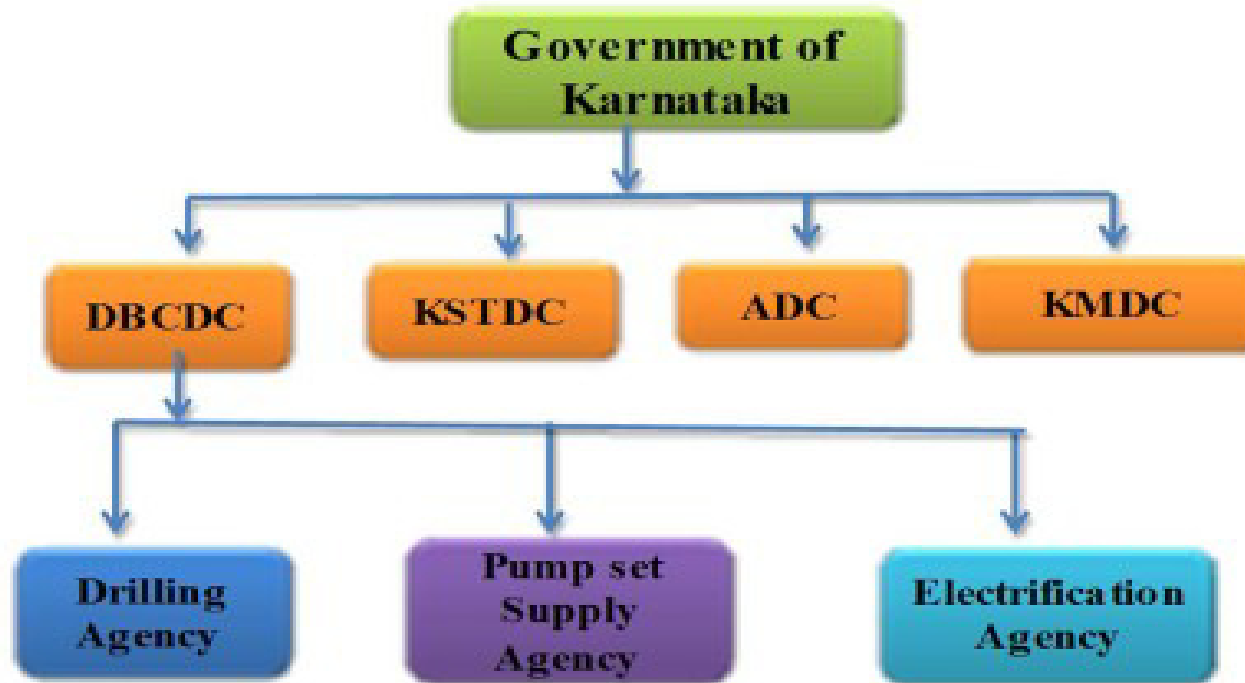 Government of
Karnataka
DBCDC
KSTDC
ADC
KMDC
Drilling
Agency
Pump set
Supply
Agency
Electrification
Agency